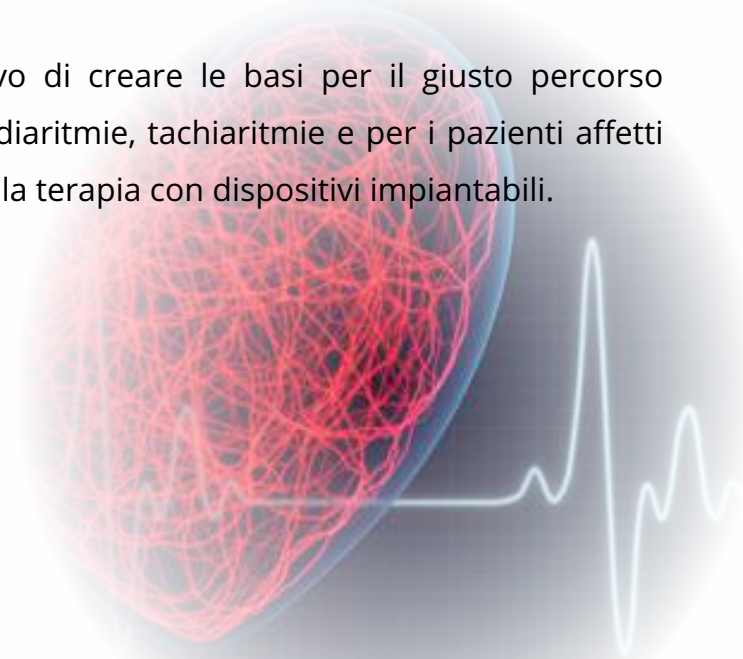 vo di creare le basi per il giusto percorso
diaritmie, tachiaritmie e per i pazienti affetti
la terapia con dispositivi impiantabili.